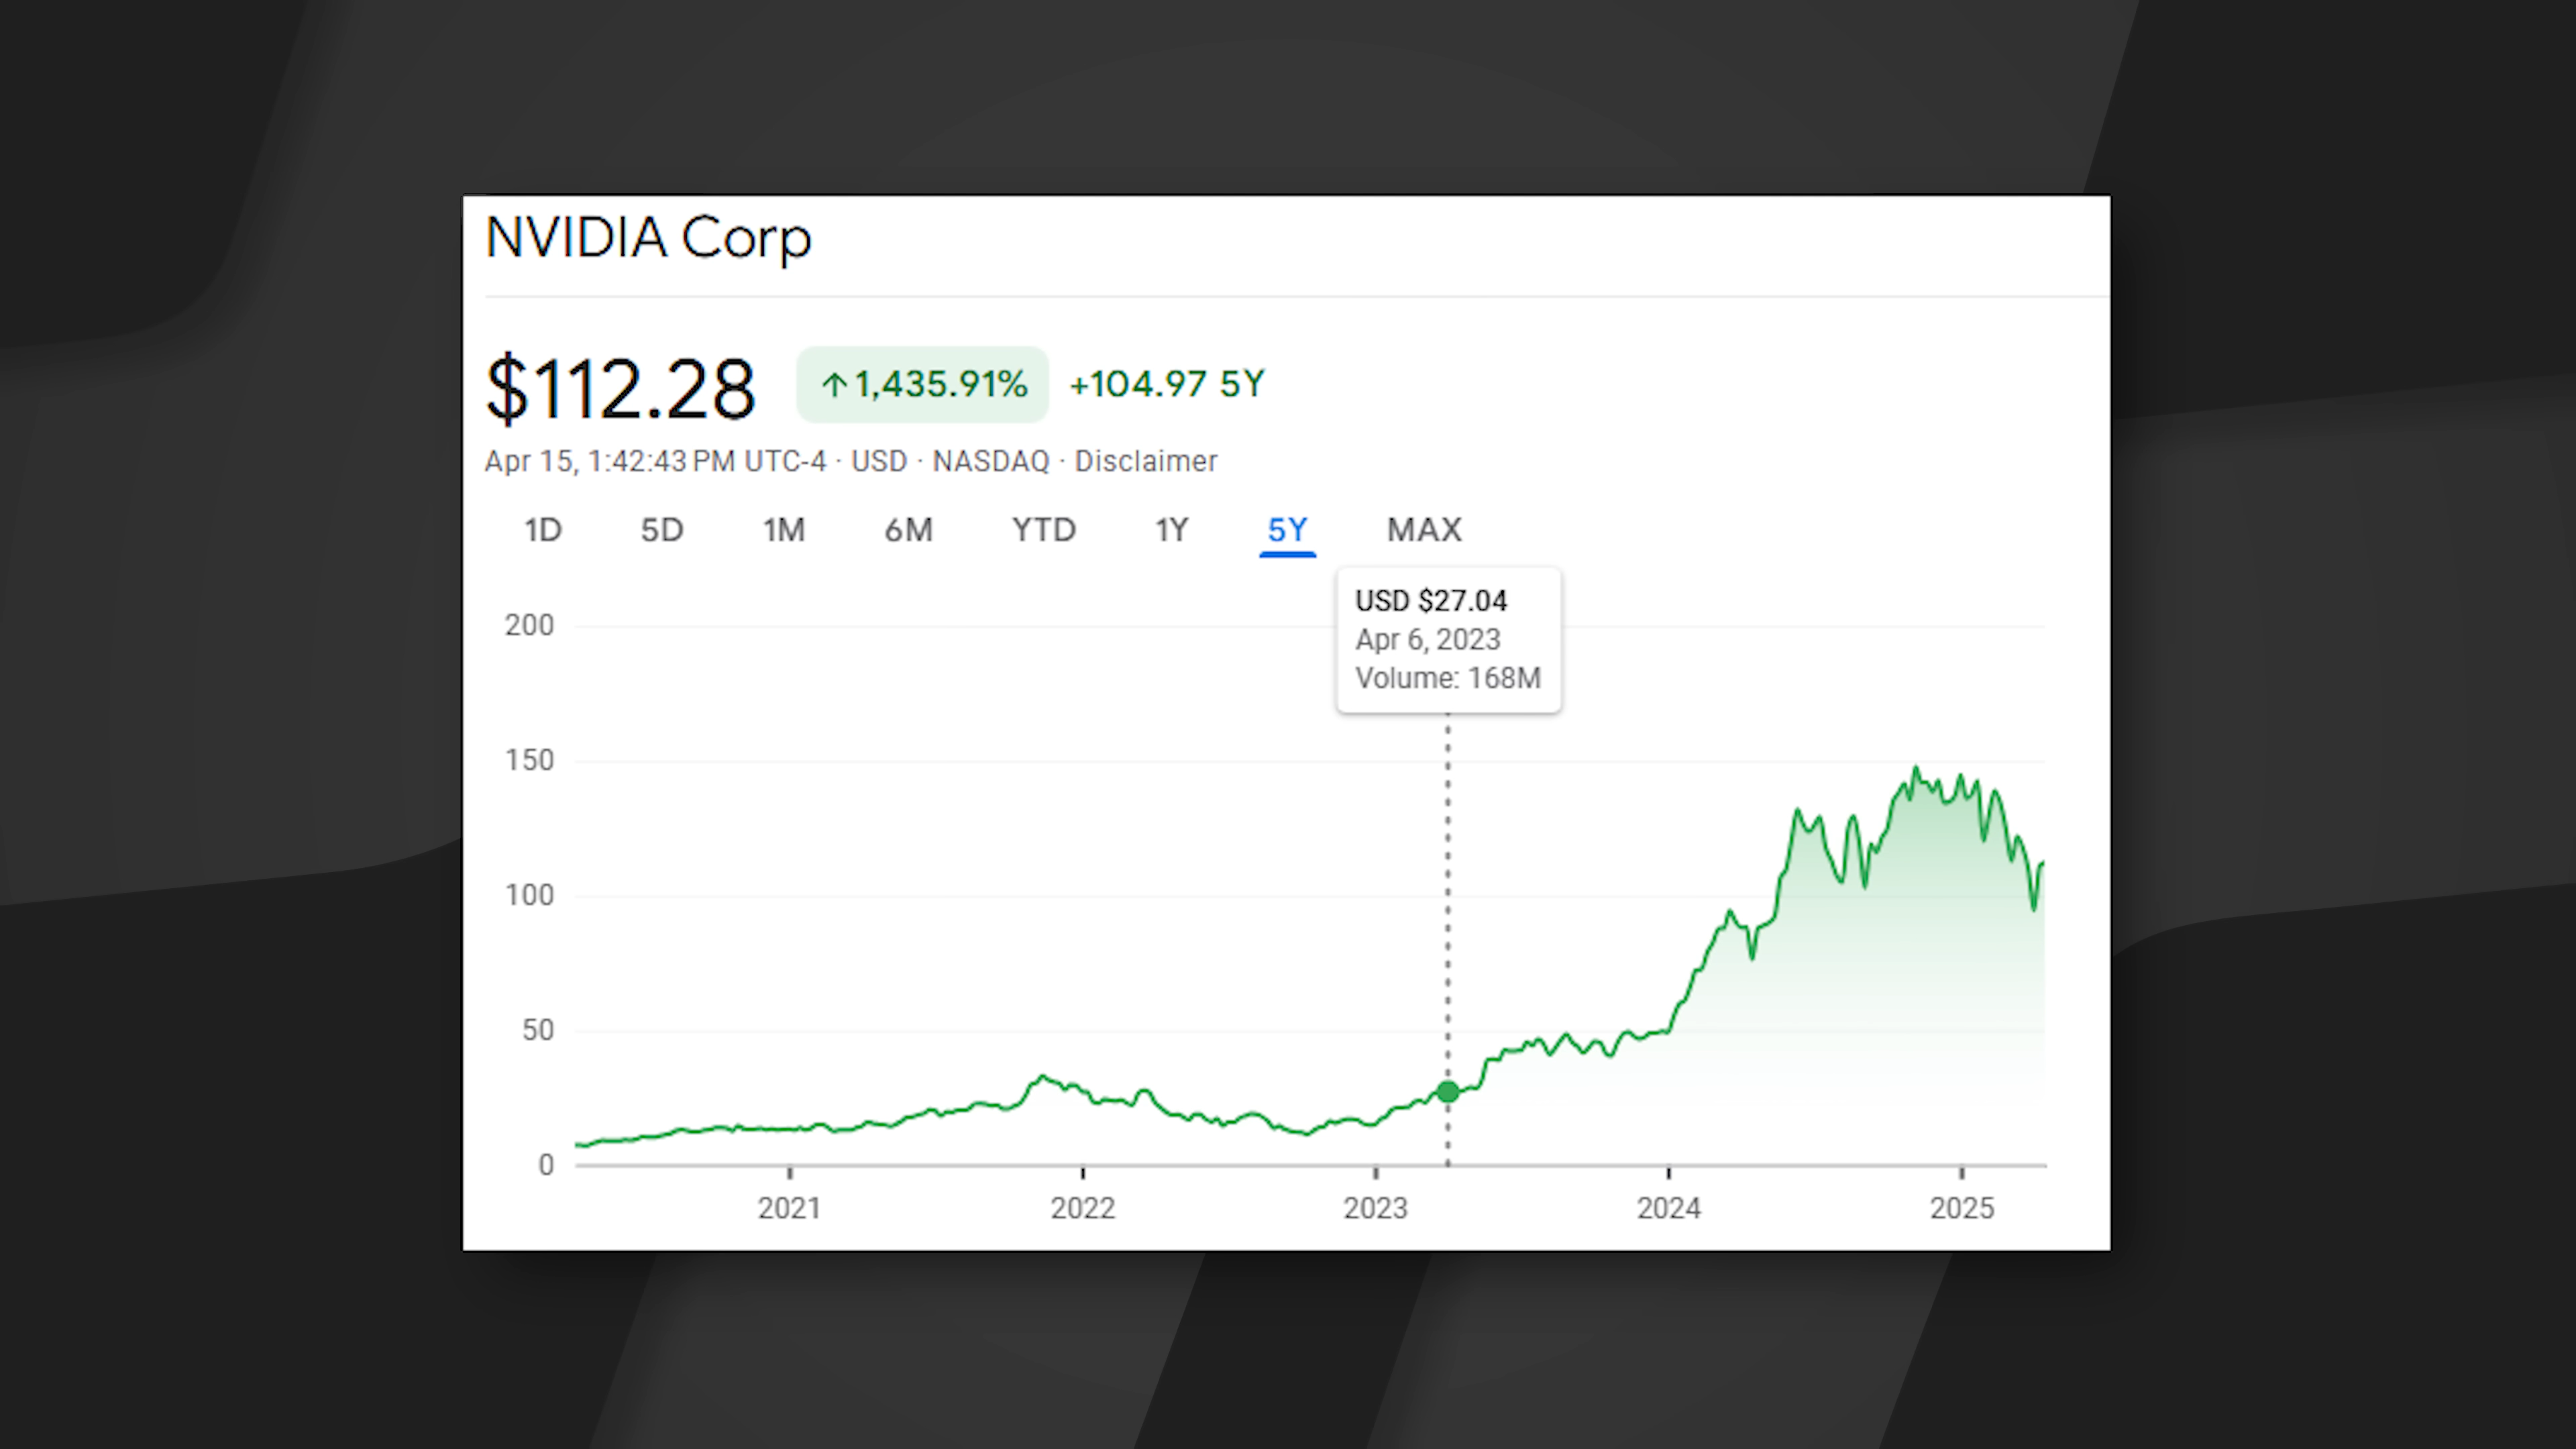 NVIDIA Corp
$112.28 ↑1,435.91% +104.97 5Y
Apr 15, 1:42:43 PM UTC-4 · USD · NASDAQ · Disclaimer
1D 5D 1M 6M YTD 1Y 5Y MAX
USD $27.04
Apr 6, 2023
Volume: 168M
200
150
100
50
0
2021 2022 2023 2024 2025